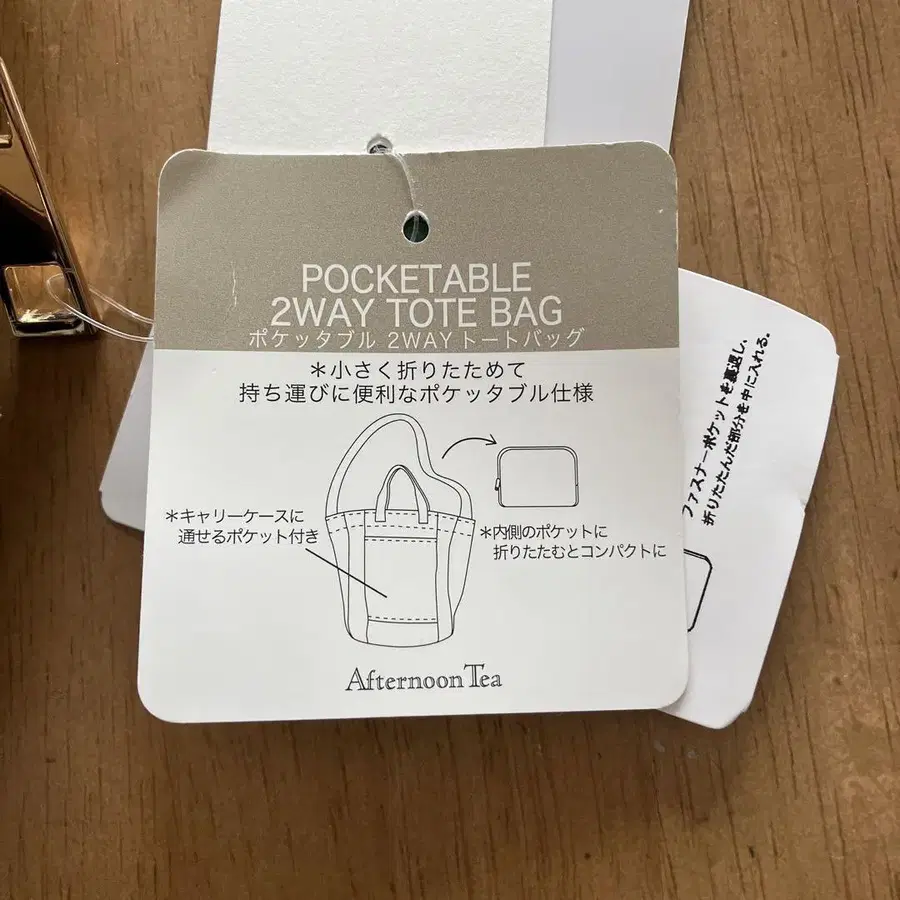 POCKETABLE
2WAY TOTE BAG
ポケッタブル 2WAYトートバッグ
＊小さく折りたためて
持ち運びに便利なポケッタブル仕様
＊キャリーケースに
通せるポケット付き
＊内側のポケットに
折りたたむとコンパクトに
Afternoon Tea
ファスナーポケットを裏返し、
折りたたんだ部分を中に入れる。